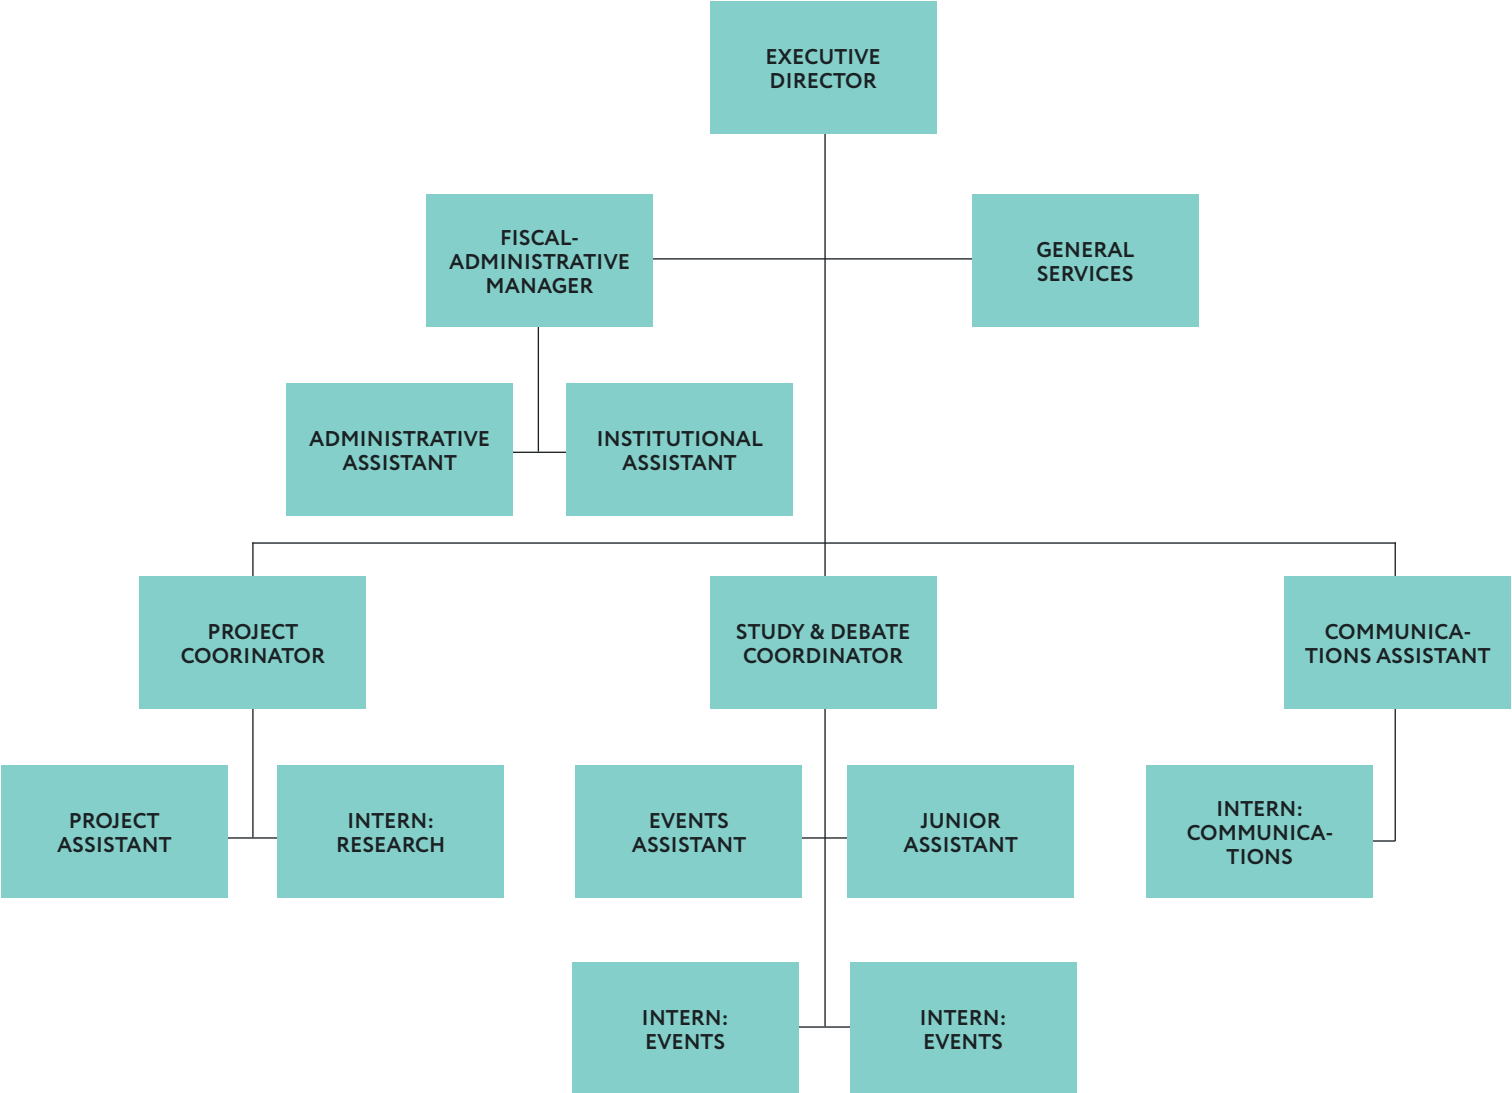 EXECUTIVE
DIRECTOR
FISCAL-
ADMINISTRATIVE
MANAGER
GENERAL
SERVICES
ADMINISTRATIVE
ASSISTANT
INSTITUTIONAL
ASSISTANT
PROJECT
COORINATOR
STUDY & DEBATE
COORDINATOR
COMMUNICA-
TIONS ASSISTANT
PROJECT
ASSISTANT
INTERN:
RESEARCH
EVENTS
ASSISTANT
JUNIOR
ASSISTANT
INTERN:
COMMUNICA-
TIONS
INTERN:
EVENTS
INTERN:
EVENTS